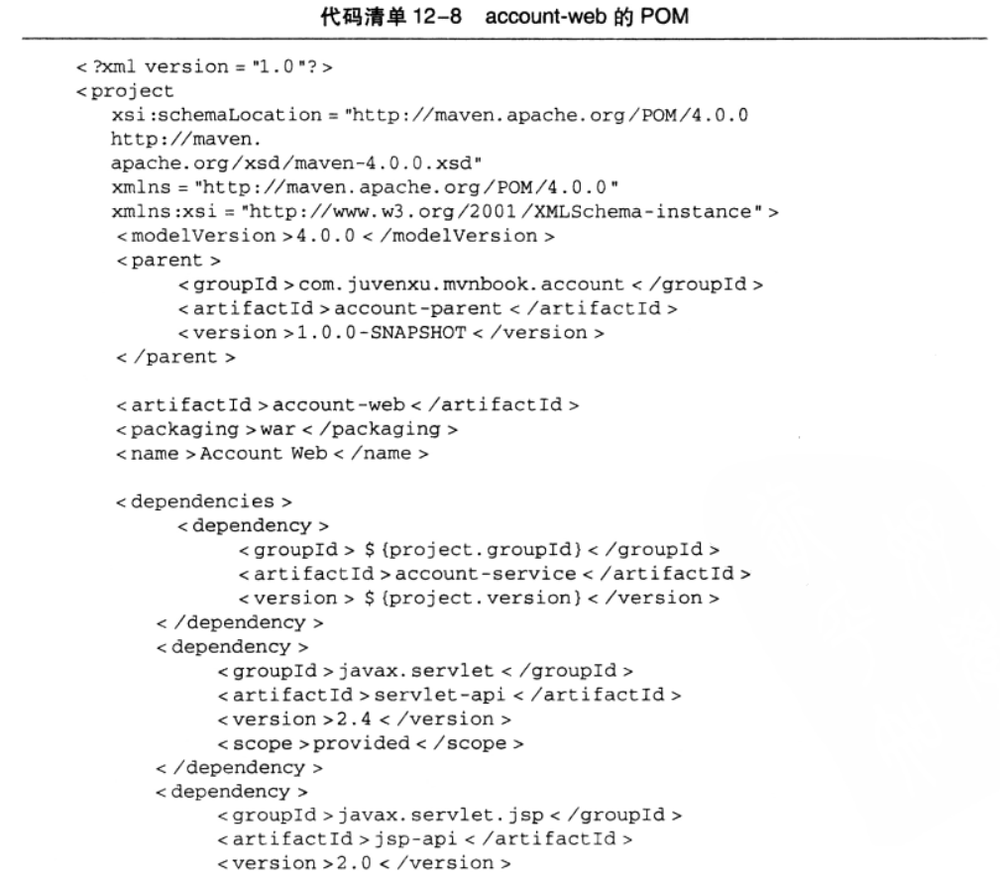 代码清单 12-8 account-web 的 POM
<?xml version="1.0"?>
<project
xsi:schemaLocation="http://maven.apache.org/POM/4.0.0
http://maven.
apache.org/xsd/maven-4.0.0.xsd"
xmlns="http://maven.apache.org/POM/4.0.0"
xmlns:xsi="http://www.w3.org/2001/XMLSchema-instance">
<modelVersion>4.0.0</modelVersion>
<parent>
<groupId>com.juvenxu.mvnbook.account</groupId>
<artifactId>account-parent</artifactId>
<version>1.0.0-SNAPSHOT</version>
</parent>
<artifactId>account-web</artifactId>
<packaging>war</packaging>
<name>Account Web</name>
<dependencies>
<dependency>
<groupId>${project.groupId}</groupId>
<artifactId>account-service</artifactId>
<version>${project.version}</version>
</dependency>
<dependency>
<groupId>javax.servlet</groupId>
<artifactId>servlet-api</artifactId>
<version>2.4</version>
<scope>provided</scope>
</dependency>
<dependency>
<groupId>javax.servlet.jsp</groupId>
<artifactId>jsp-api</artifactId>
<version>2.0</version>